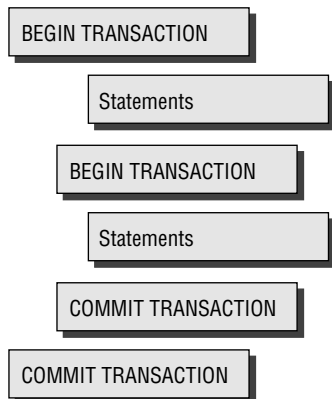 BEGIN TRANSACTION
Statements
BEGIN TRANSACTION
Statements
COMMIT TRANSACTION
COMMIT TRANSACTION